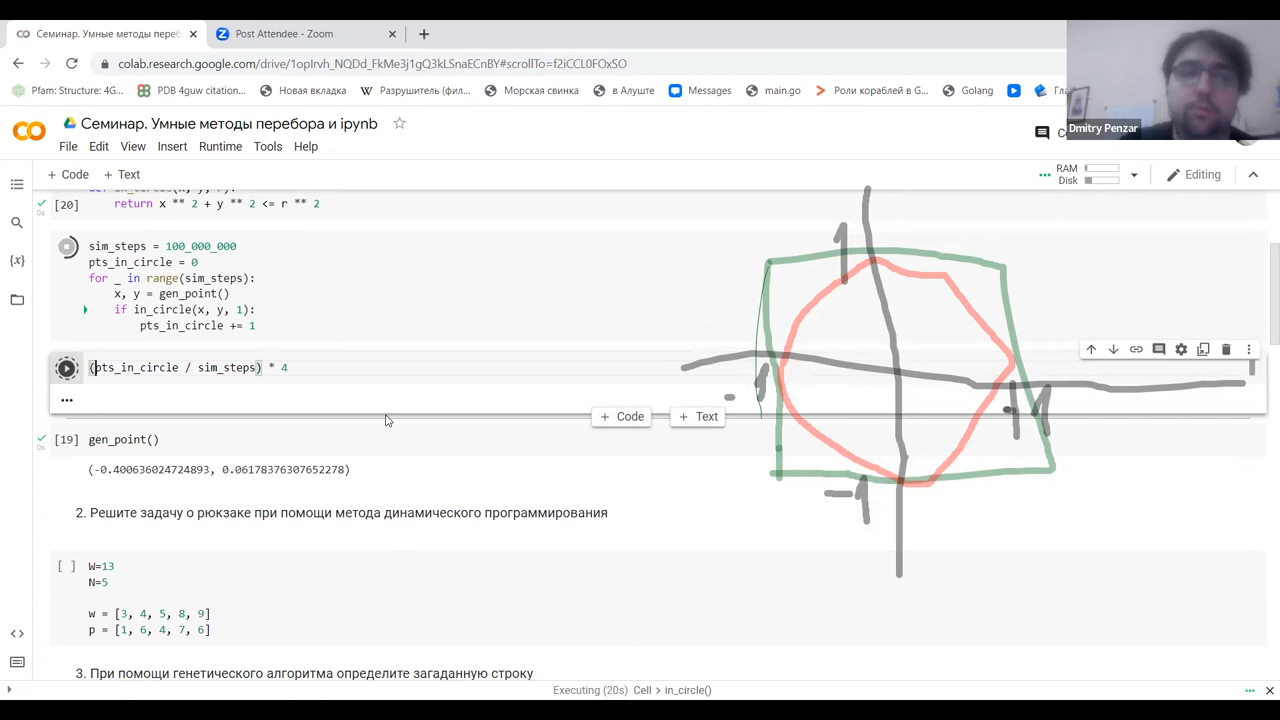 Семинар. Умные методы переб
Post Attendee - Zoom
colab.research.google.com/drive/1opIrvh_NQDd_FkMe3j1gQ3kLSnaECnBY#scrollTo=f2iCCL0FOxSO
Pfam: Structure: 4G...
PDB 4guw citation...
Новая вкладка
Разрушитель (фил...
Морская свинка
в Алуште
Messages
main.go
Роли кораблей в G...
Golang
Dmitry Penzar
Семинар. Умные методы перебора и ipynb
File Edit View Insert Runtime Tools Help
+ Code + Text
RAM
Disk
Editing
[20]
return x ** 2 + y ** 2 <= r ** 2
sim_steps = 100_000_000
pts_in_circle = 0
for _ in range(sim_steps):
x, y = gen_point()
if in_circle(x, y, 1):
pts_in_circle += 1
(pts_in_circle / sim_steps) * 4
...
+ Code + Text
[19] gen_point()
(-0.400636024724893, 0.06178376307652278)
2. Решите задачу о рюкзаке при помощи метода динамического программирования
[ ] W=13
N=5
w = [3, 4, 5, 8, 9]
p = [1, 6, 4, 7, 6]
3. При помощи генетического алгоритма определите загаданную строку
Executing (20s) Cell > in_circle()
1
-1
-1
1